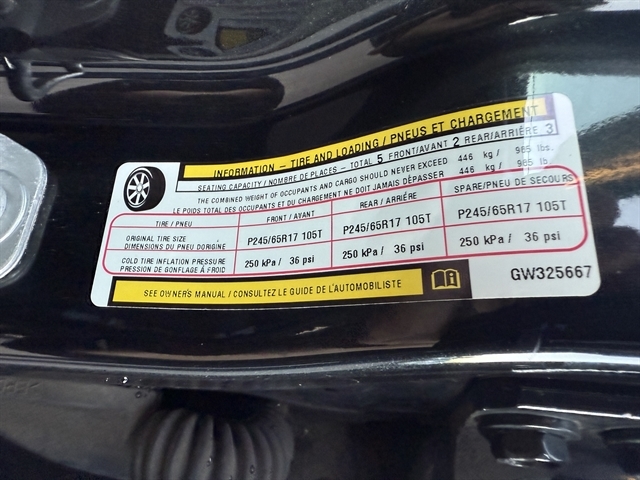 INFORMATION – TIRE AND LOADING / PNEUS ET CHARGEMENT
SEATING CAPACITY / NOMBRE DE PLACES – TOTAL 5 FRONT/AVANT 2 REAR/ARRIÈRE 3
THE COMBINED WEIGHT OF OCCUPANTS AND CARGO SHOULD NEVER EXCEED 446 kg / 985 lbs.
LE POIDS TOTAL DES OCCUPANTS ET DU CHARGEMENT NE DOIT JAMAIS DÉPASSER 446 kg / 985 lb.
TIRE / PNEU FRONT / AVANT REAR / ARRIÈRE SPARE/PNEU DE SECOURS
ORIGINAL TIRE SIZE
DIMENSIONS DU PNEU D'ORIGINE P245/65R17 105T P245/65R17 105T P245/65R17 105T
COLD TIRE INFLATION PRESSURE
PRESSION DE GONFLAGE À FROID 250 kPa / 36 psi 250 kPa / 36 psi 250 kPa / 36 psi
SEE OWNER'S MANUAL / CONSULTEZ LE GUIDE DE L'AUTOMOBILISTE
GW325667